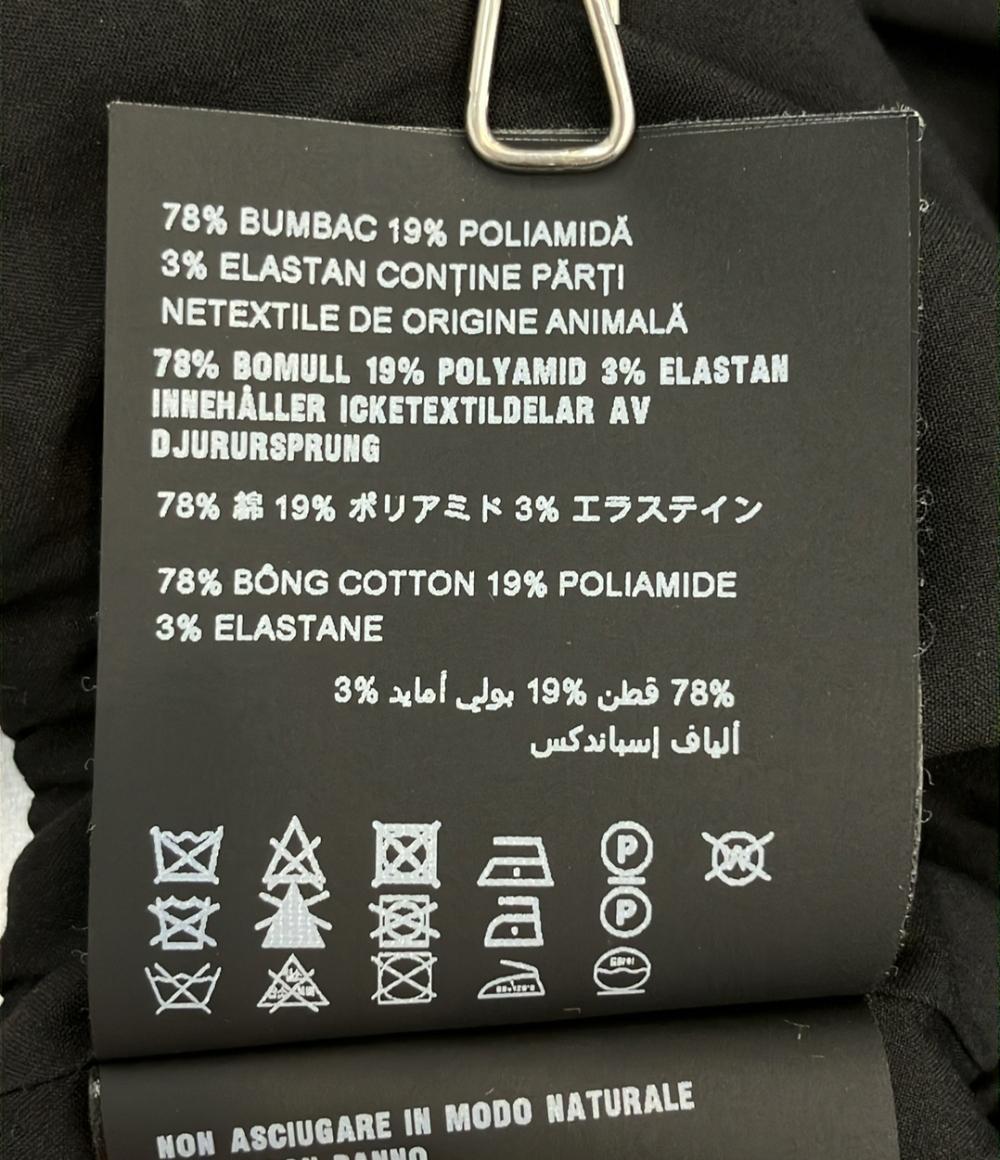 78% BUMBAC 19% POLIAMIDĂ
3% ELASTAN CONȚINE PĂRȚI
NETEXTILE DE ORIGINE ANIMALĂ
78% BOMULL 19% POLYAMID 3% ELASTAN
INNEHÅLLER ICKETEXTILDELAR AV
DJURURSPRUNG
78% 綿 19% ポリアミド 3% エラステイン
78% BÔNG COTTON 19% POLIAMIDE
3% ELASTANE
78% قطن 19% بولي أمايد 3%
ألياف إسباندكس
P
W
P
NON ASCIUGARE IN MODO NATURALE